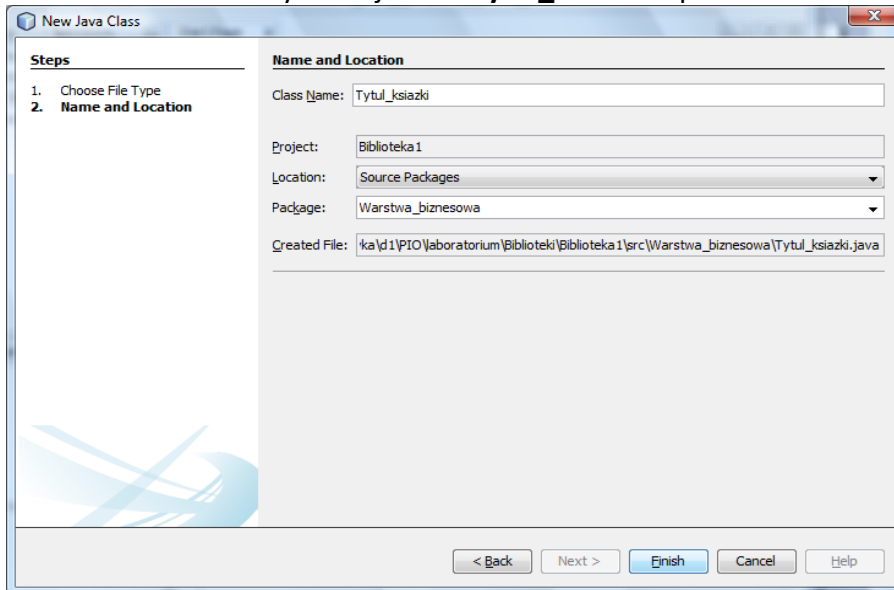 New Java Class
Steps
1. Choose File Type
2. Name and Location
Name and Location
Class Name: Tytul_ksiazki
Project: Biblioteka1
Location: Source Packages
Package: Warstwa_biznesowa
Created File: ka\d1\PIO\laboratorium\Biblioteki\Biblioteka1\src\Warstwa_biznesowa\Tytul_ksiazki.java
< Back Next > Finish Cancel Help